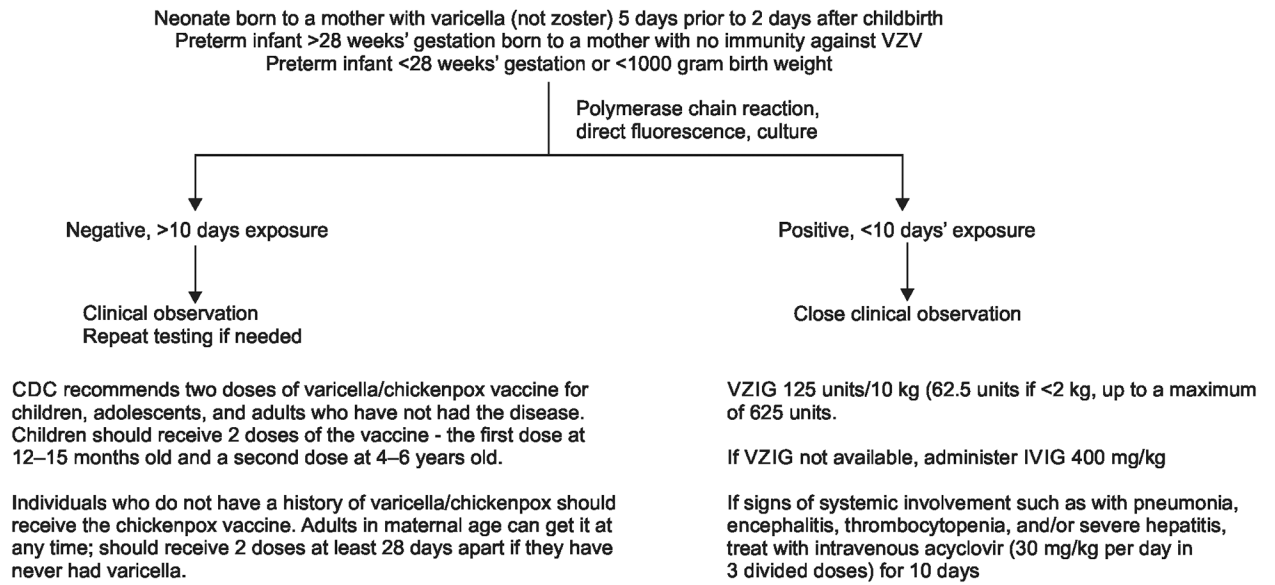 Neonate born to a mother with varicella (not zoster) 5 days prior to 2 days after childbirth
Preterm infant >28 weeks’ gestation born to a mother with no immunity against VZV
Preterm infant <28 weeks’ gestation or <1000 gram birth weight
Polymerase chain reaction,
direct fluorescence, culture
Negative, >10 days exposure
Positive, <10 days’ exposure
Clinical observation
Repeat testing if needed
Close clinical observation
CDC recommends two doses of varicella/chickenpox vaccine for
children, adolescents, and adults who have not had the disease.
Children should receive 2 doses of the vaccine - the first dose at
12–15 months old and a second dose at 4–6 years old.
Individuals who do not have a history of varicella/chickenpox should
receive the chickenpox vaccine. Adults in maternal age can get it at
any time; should receive 2 doses at least 28 days apart if they have
never had varicella.
VZIG 125 units/10 kg (62.5 units if <2 kg, up to a maximum
of 625 units.
If VZIG not available, administer IVIG 400 mg/kg
If signs of systemic involvement such as with pneumonia,
encephalitis, thrombocytopenia, and/or severe hepatitis,
treat with intravenous acyclovir (30 mg/kg per day in
3 divided doses) for 10 days